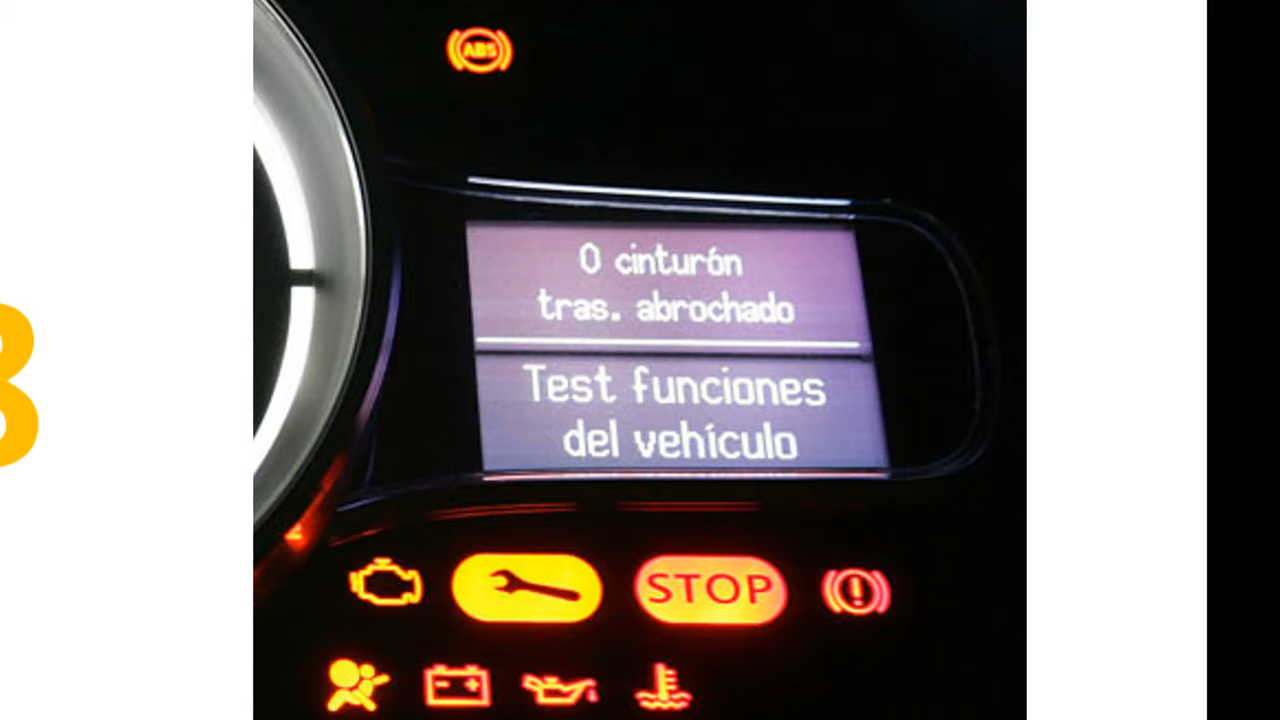 ABS
0 cinturón
tras. abrochado
Test funciones
del vehículo
STOP